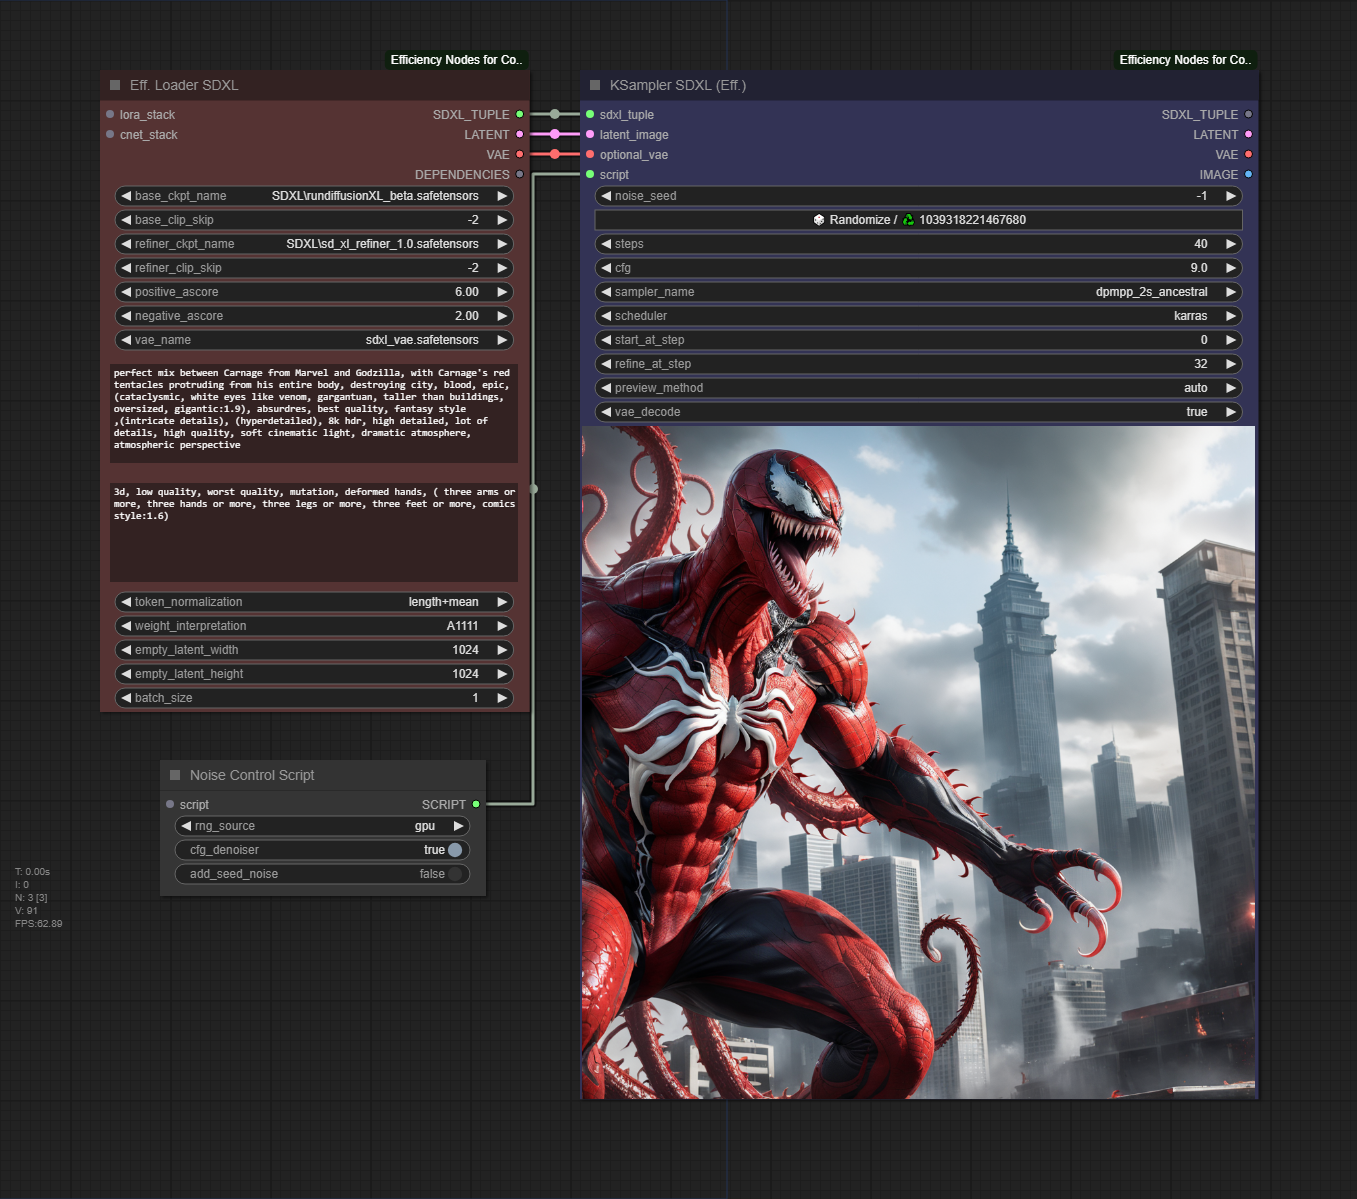 Efficiency Nodes for Co..
Eff. Loader SDXL
lora_stack
SDXL_TUPLE
cnet_stack
LATENT
VAE
DEPENDENCIES
base_ckpt_name SDXL\rundiffusionXL_beta.safetensors
base_clip_skip -2
refiner_ckpt_name SDXL\sd_xl_refiner_1.0.safetensors
refiner_clip_skip -2
positive_ascore 6.00
negative_ascore 2.00
vae_name sdxl_vae.safetensors
perfect mix between Carnage from Marvel and Godzilla, with Carnage's red
tentacles protruding from his entire body, destroying city, blood, epic,
(cataclysmic, white eyes like venom, gargantuan, taller than buildings,
oversized, gigantic:1.9), absurdres, best quality, fantasy style
,(intricate details), (hyperdetailed), 8k hdr, high detailed, lot of
details, high quality, soft cinematic light, dramatic atmosphere,
atmospheric perspective
3d, low quality, worst quality, mutation, deformed hands, ( three arms or
more, three hands or more, three legs or more, three feet or more, comics
style:1.6)
token_normalization length+mean
weight_interpretation A1111
empty_latent_width 1024
empty_latent_height 1024
batch_size 1
Noise Control Script
script SCRIPT
rng_source gpu
cfg_denoiser true
add_seed_noise false
T: 0.00s
I: 0
N: 3 [3]
V: 91
FPS:62.89
Efficiency Nodes for Co..
KSampler SDXL (Eff.)
sdxl_tuple SDXL_TUPLE
latent_image LATENT
optional_vae VAE
script IMAGE
noise_seed -1
Randomize / 1039318221467680
steps 40
cfg 9.0
sampler_name dpmpp_2s_ancestral
scheduler karras
start_at_step 0
refine_at_step 32
preview_method auto
vae_decode true